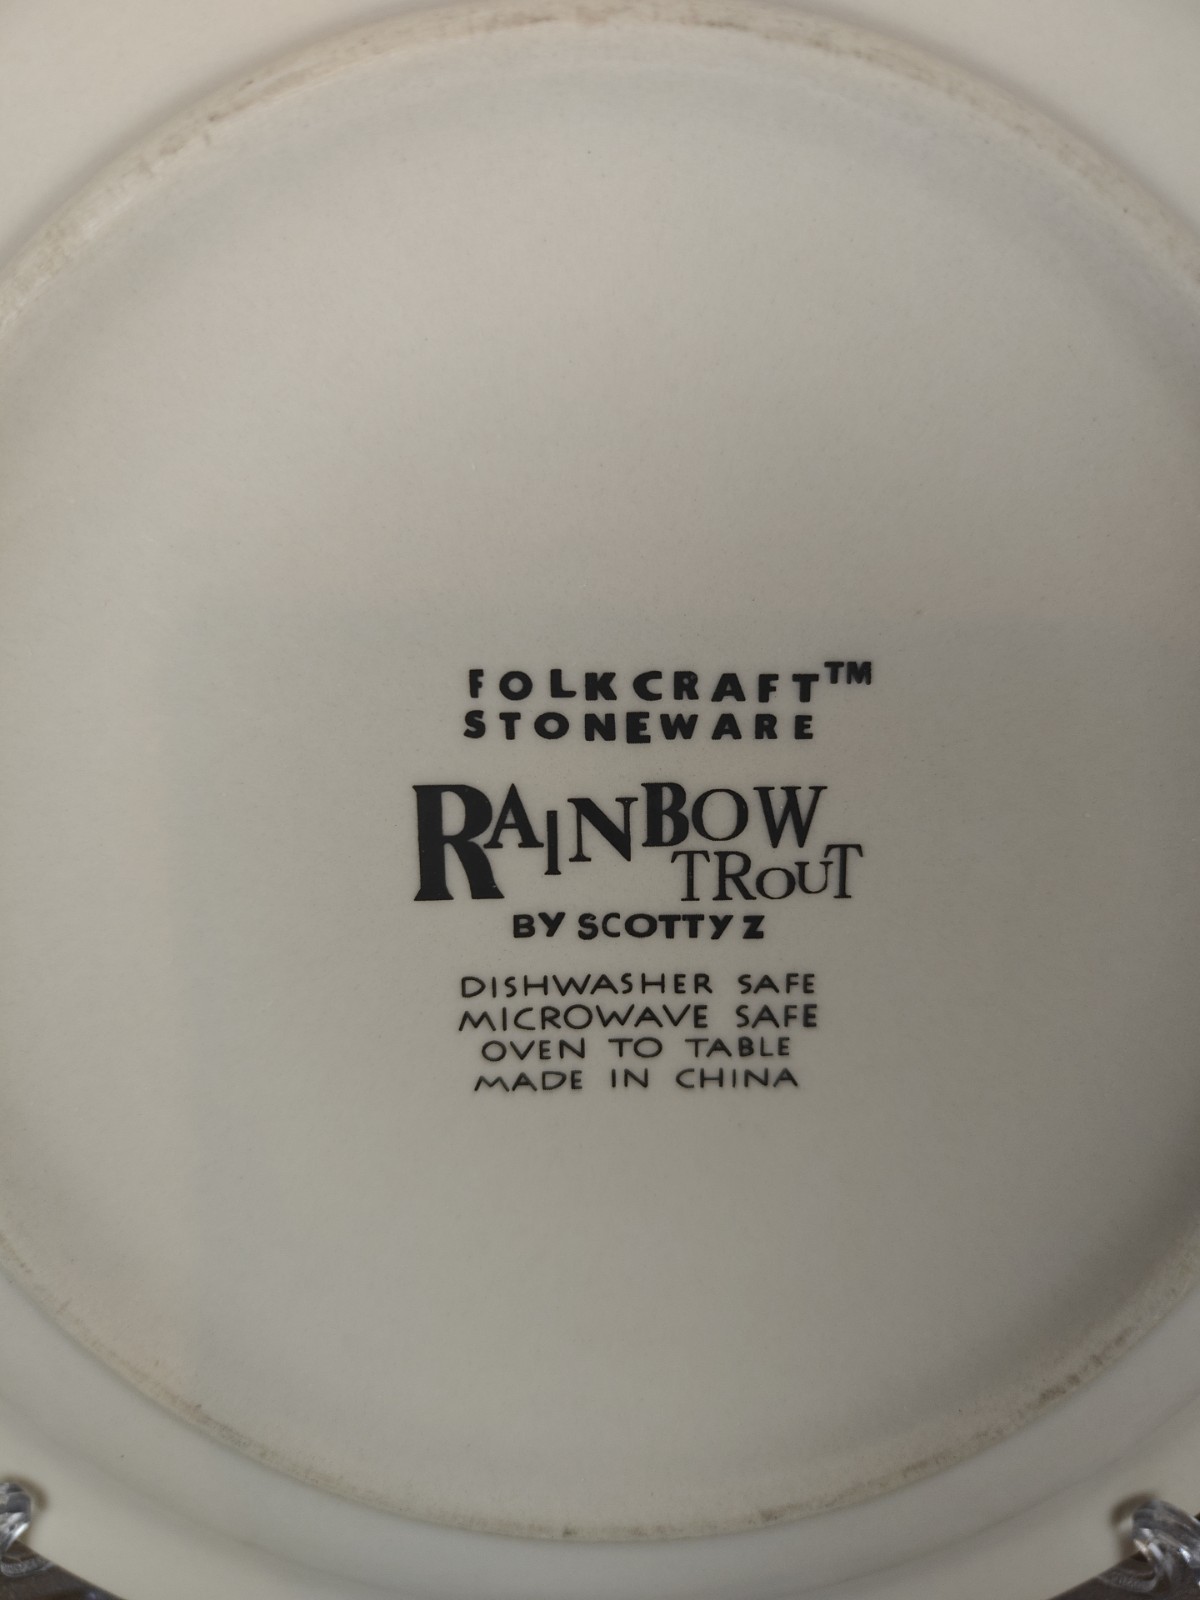 FOLKCRAFT™
STONEWARE
RAINBOW
TROUT
BY SCOTTY Z
DISHWASHER SAFE
MICROWAVE SAFE
OVEN TO TABLE
MADE IN CHINA